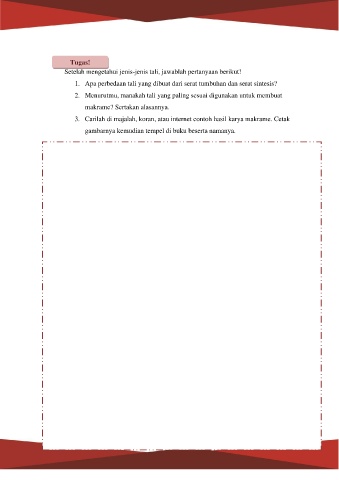 Tugas!
Setelah mengetahui jenis-jenis tali, jawablah pertanyaan berikut!
1. Apa perbedaan tali yang dibuat dari serat tumbuhan dan serat sintesis?
2. Menurutmu, manakah tali yang paling sesuai digunakan untuk membuat
makrame? Sertakan alasannya.
3. Carilah di majalah, koran, atau internet contoh hasil karya makrame. Cetak
gambarnya kemudian tempel di buku beserta namanya.